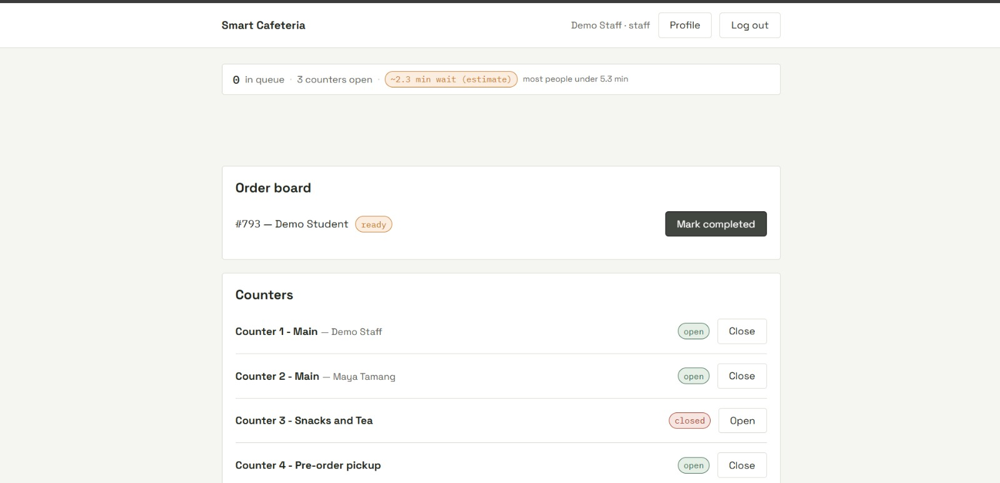 Smart Cafeteria Demo Staff · staff Profile Log out
0 in queue · 3 counters open · ~2.3 min wait (estimate) most people under 5.3 min
Order board
#793 — Demo Student ready Mark completed
Counters
Counter 1 - Main — Demo Staff open Close
Counter 2 - Main — Maya Tamang open Close
Counter 3 - Snacks and Tea closed Open
Counter 4 - Pre-order pickup open Close